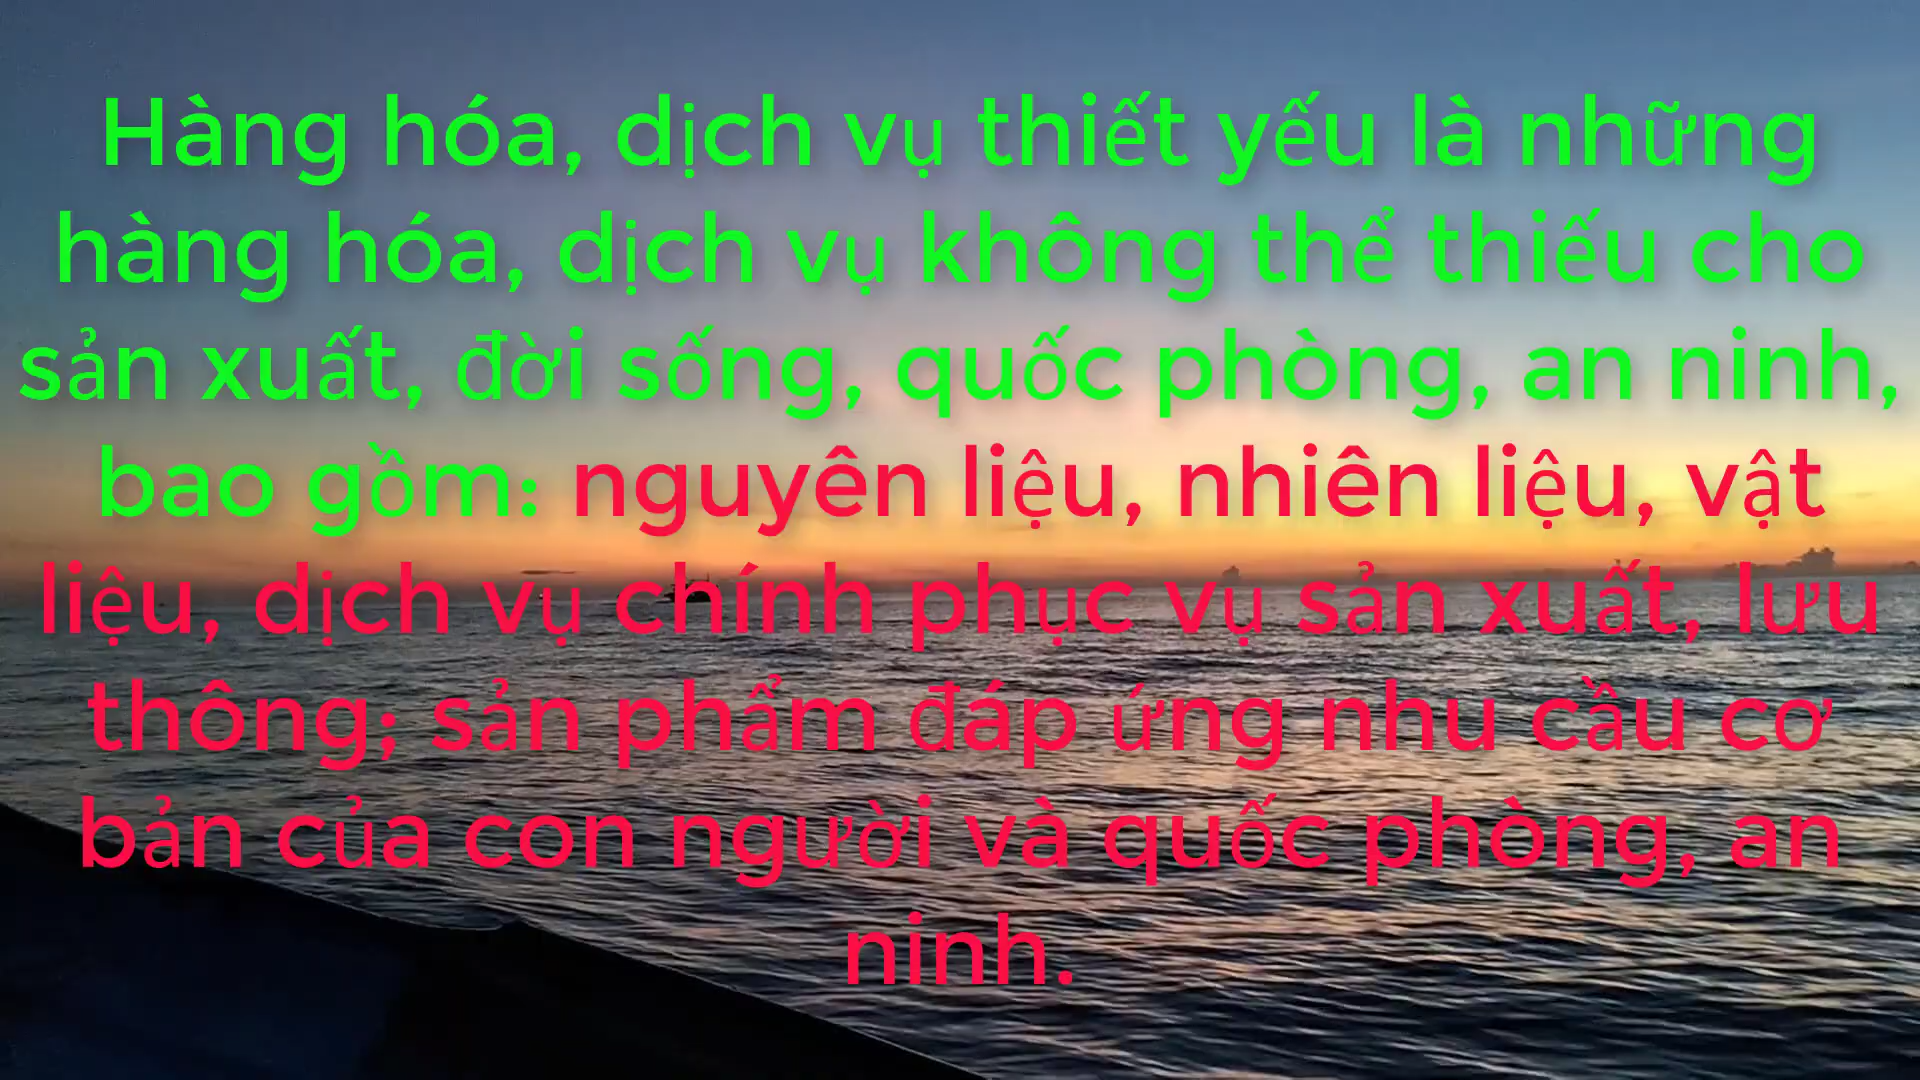 Hàng hóa, dịch vụ thiết yếu là những
hàng hóa, dịch vụ không thể thiếu cho
sản xuất, đời sống, quốc phòng, an ninh,
bao gồm: nguyên liệu, nhiên liệu, vật
liệu, dịch vụ chính phục vụ sản xuất, lưu
thông; sản phẩm đáp ứng nhu cầu cơ
bản của con người và quốc phòng, an
ninh.